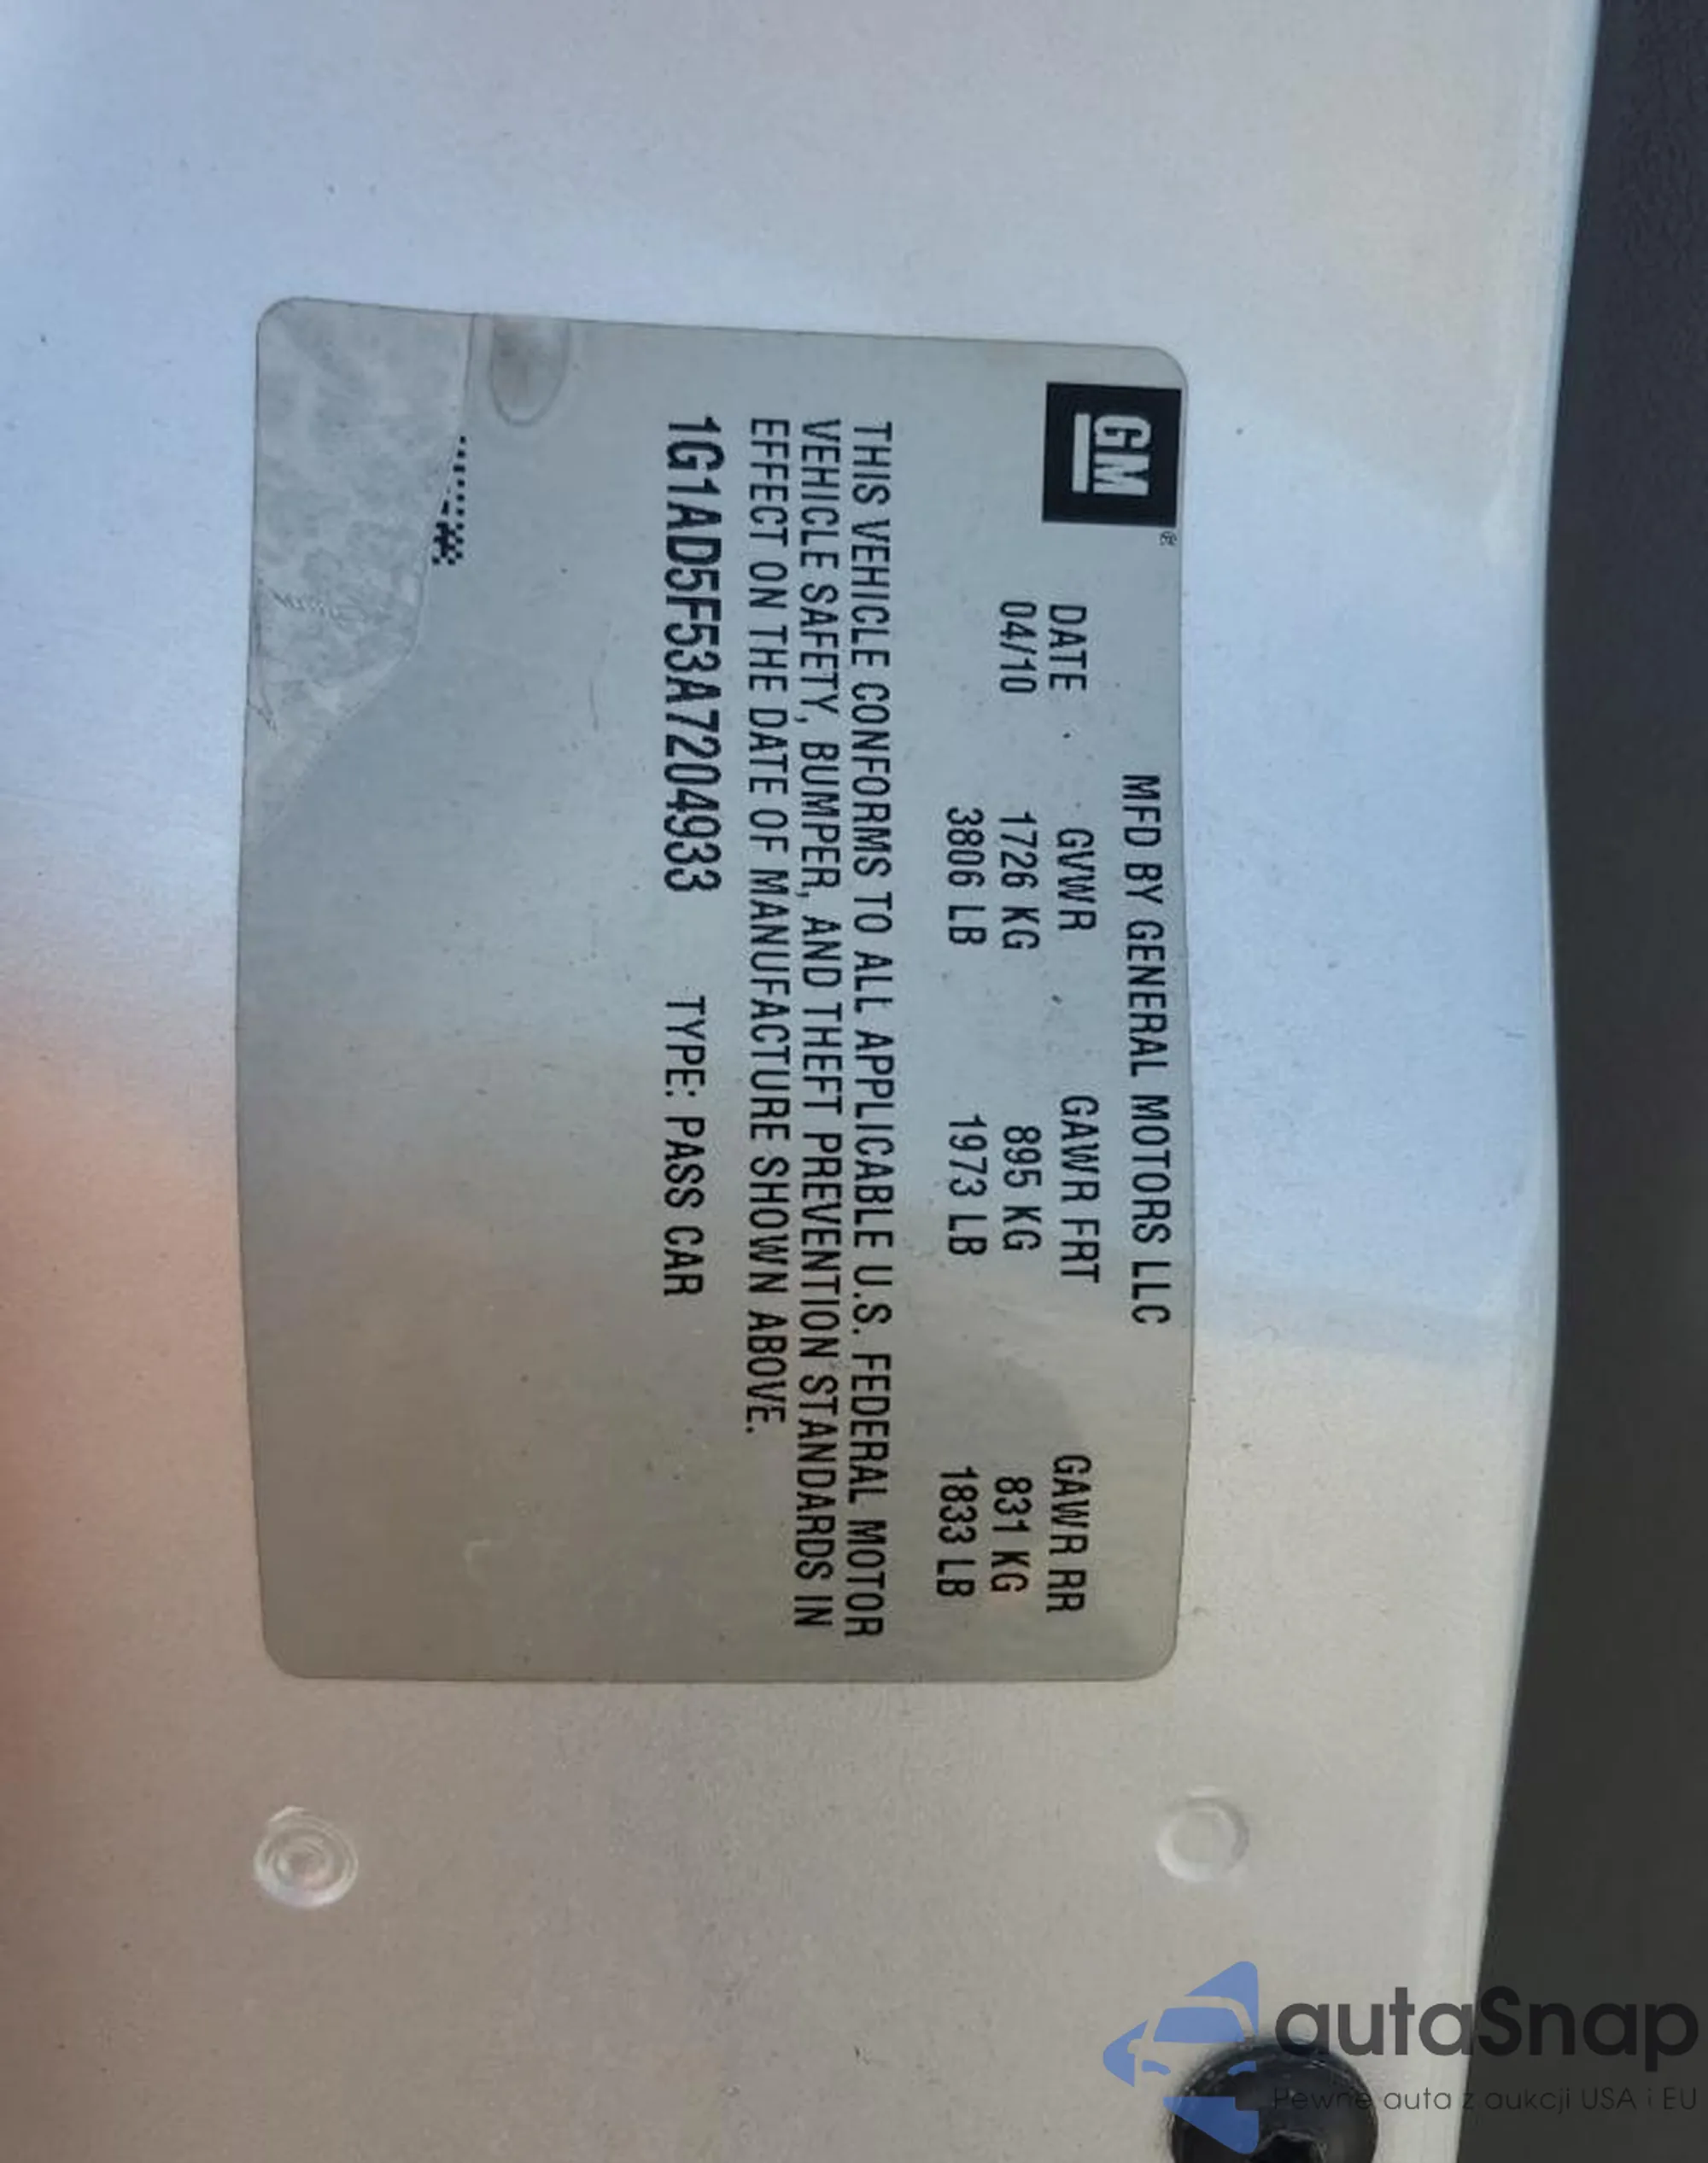 GM®
MFD BY GENERAL MOTORS LLC
DATE GVWR GAWR FRT GAWR RR
04/10 1726 KG 895 KG 831 KG
3806 LB 1973 LB 1833 LB
THIS VEHICLE CONFORMS TO ALL APPLICABLE U.S. FEDERAL MOTOR
VEHICLE SAFETY, BUMPER, AND THEFT PREVENTION STANDARDS IN
EFFECT ON THE DATE OF MANUFACTURE SHOWN ABOVE.
1G1AD5F53A7204933 TYPE: PASS CAR
autaSnap
Pewne auta z aukcji USA i EU